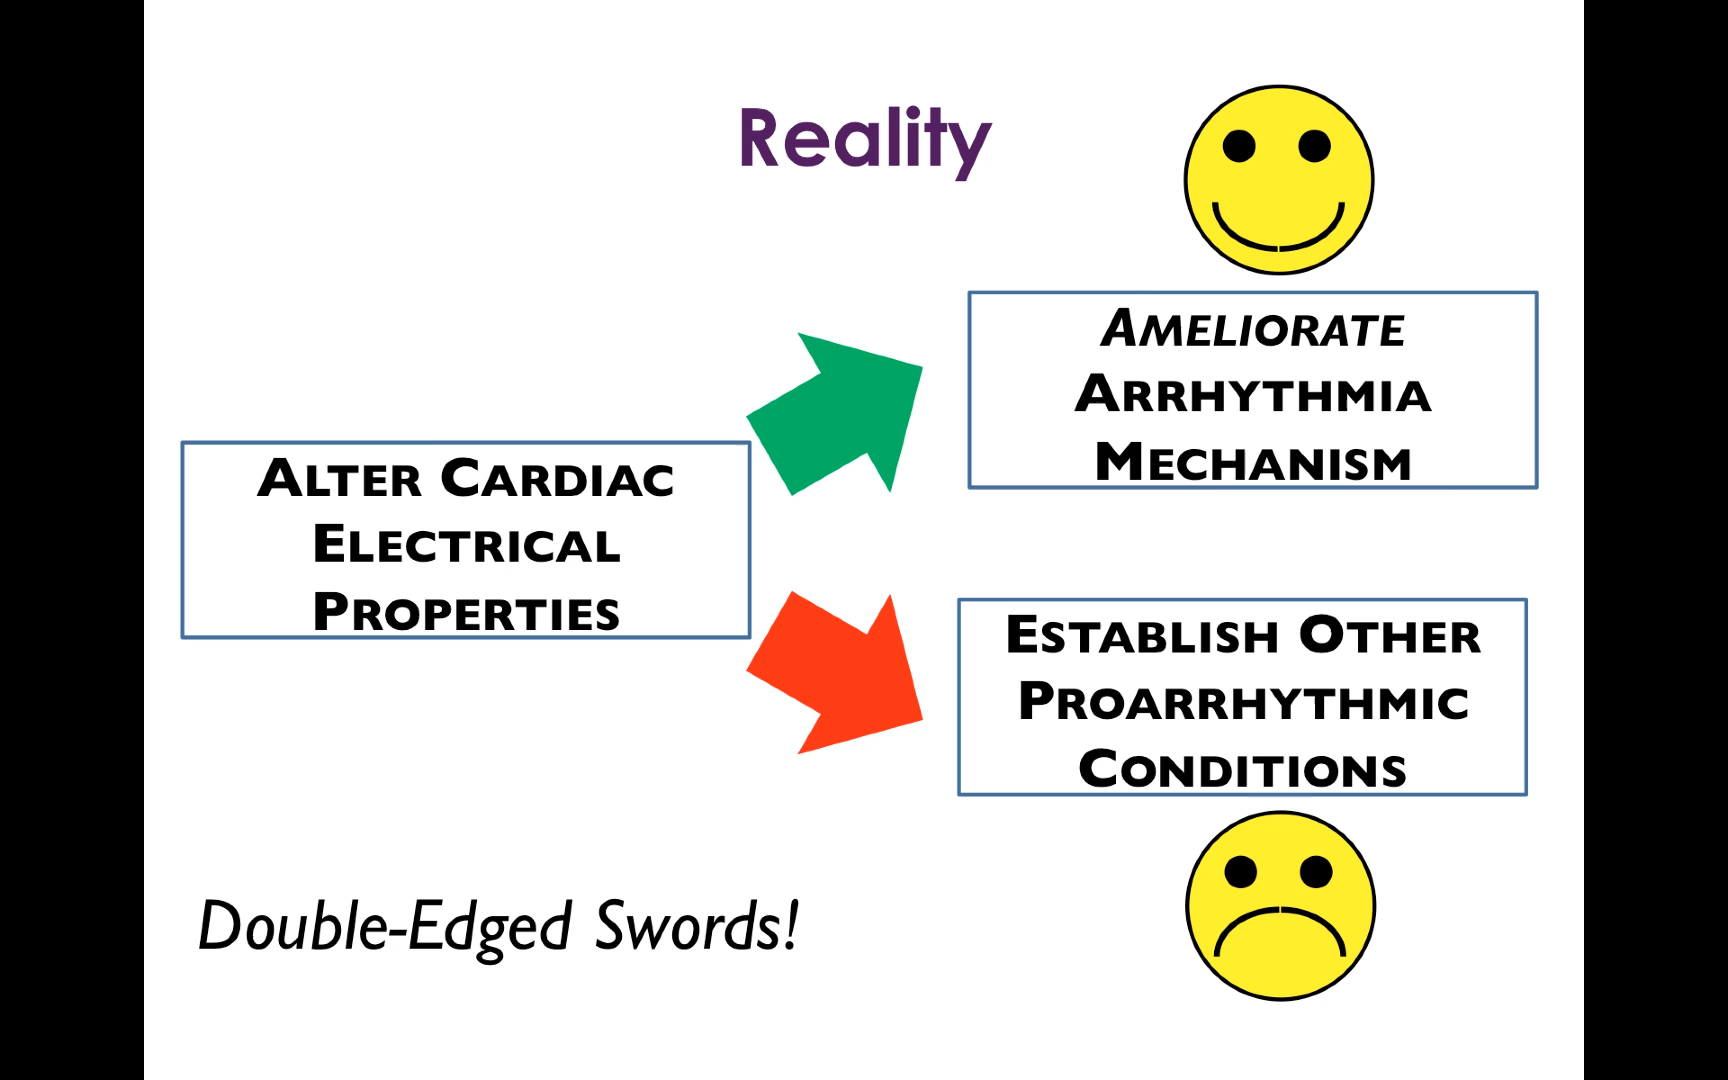 Reality
AMELIORATE
ARRHYTHMIA
MECHANISM
ALTER CARDIAC
ELECTRICAL
PROPERTIES
ESTABLISH OTHER
PROARRHYTHMIC
CONDITIONS
Double-Edged Swords!